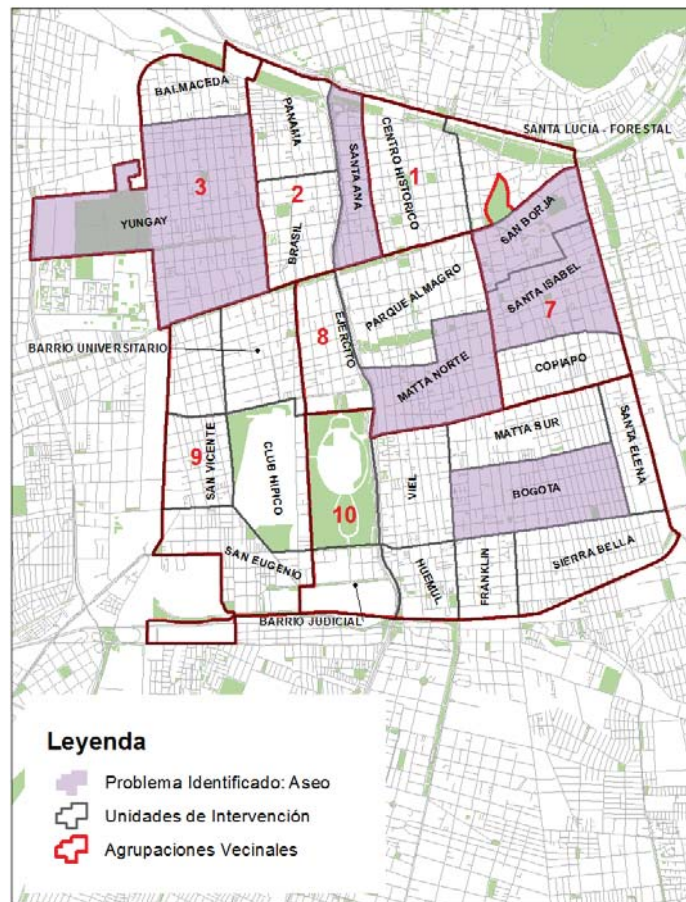 BALMACEDA
PANAMA
SANTA LUCIA - FORESTAL
SANTA ANA
CENTRO HISTORICO
1
3
2
YUNGAY
BRASIL
SAN BORJA
SANTA ISABEL
7
PARQUE ALMAGRO
8
EJERCITO
BARRIO UNIVERSITARIO
COPIAPO
MATTA NORTE
MATTA SUR
SANTA ELENA
9
SAN VICENTE
CLUB HIPICO
VIEL
BOGOTA
10
SAN EUGENIO
HUEMUL
FRANKLIN
SIERRA BELLA
BARRIO JUDICIAL
Leyenda
Problema Identificado: Aseo
Unidades de Intervención
Agrupaciones Vecinales